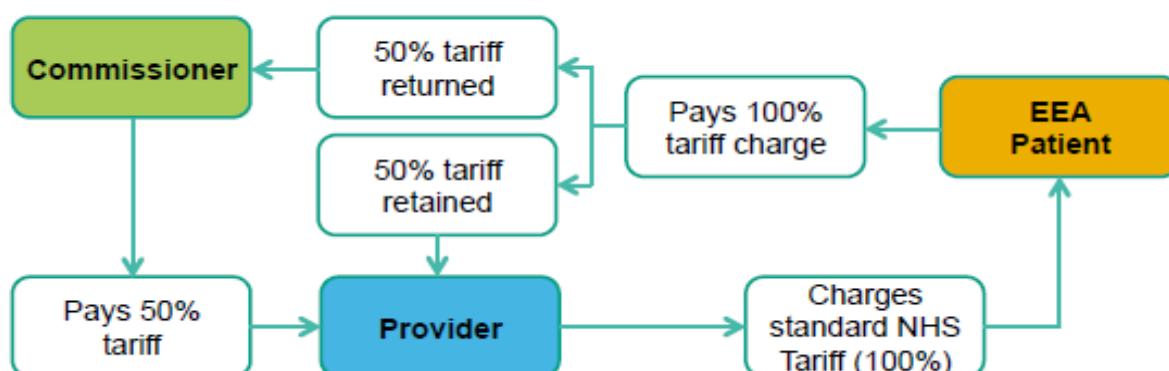 Commissioner
50% tariff
returned
Pays 100%
tariff charge
EEA
Patient
50% tariff
retained
Pays 50%
tariff
Provider
Charges
standard NHS
Tariff (100%)